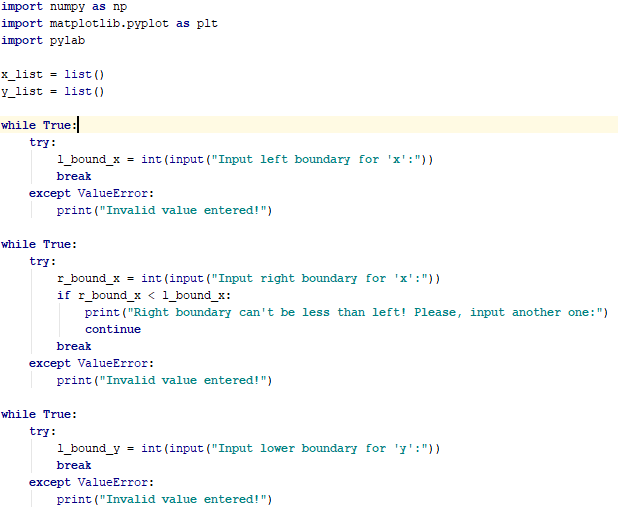 import numpy as np
import matplotlib.pyplot as plt
import pylab

x_list = list()
y_list = list()

while True:
    try:
        l_bound_x = int(input("Input left boundary for 'x':"))
        break
    except ValueError:
        print("Invalid value entered!")

while True:
    try:
        r_bound_x = int(input("Input right boundary for 'x':"))
        if r_bound_x < l_bound_x:
            print("Right boundary can't be less than left! Please, input another one:")
            continue
        break
    except ValueError:
        print("Invalid value entered!")

while True:
    try:
        l_bound_y = int(input("Input lower boundary for 'y':"))
        break
    except ValueError:
        print("Invalid value entered!")